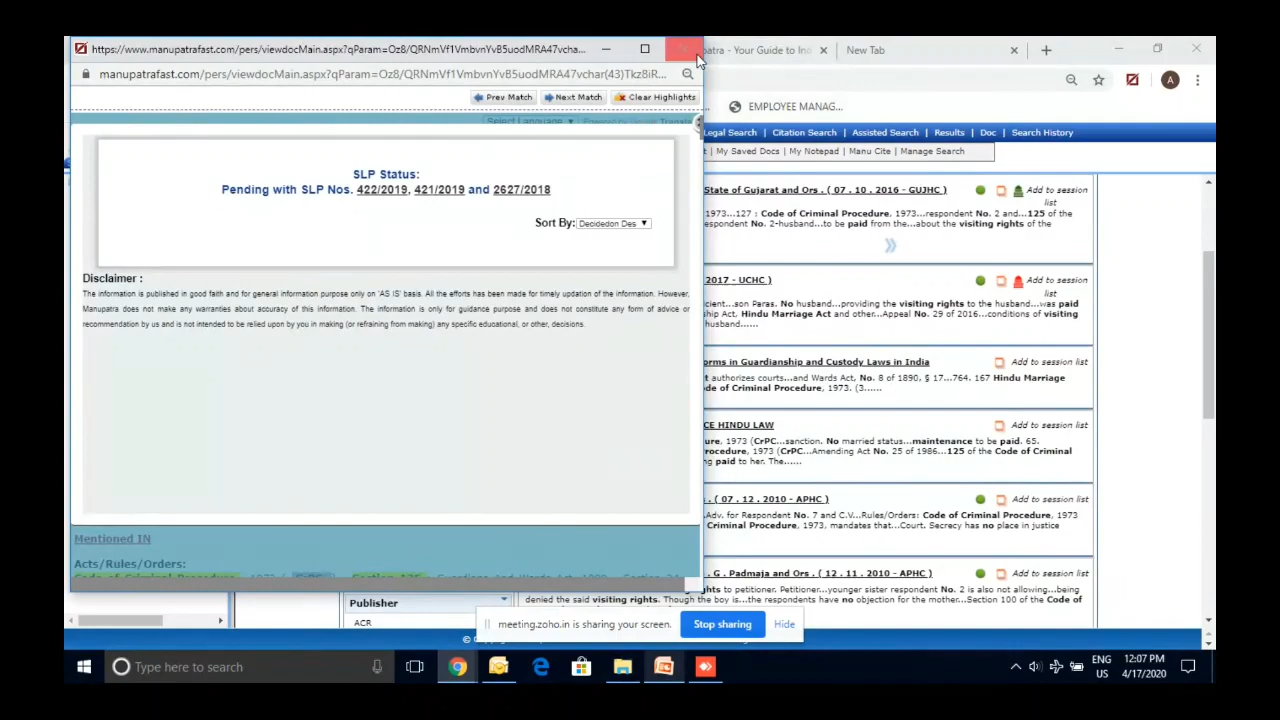 https://www.manupatrafast.com/pers/viewdocMain.aspx?qParam=Oz8/QRNmVf1VmbvnYvB5uodMRA47vcha...
patra - Your Guide to Ind
New Tab
manupatrafast.com/pers/viewdocMain.aspx?qParam=Oz8/QRNmVf1VmbvnYvB5uodMRA47vchar(43)Tkz8iR...
A
Prev Match
Next Match
Clear Highlights
EMPLOYEE MANAG...
Select Language
Legal Search | Citation Search | Assisted Search | Results | Doc | Search History
| My Saved Docs | My Notepad | Manu Cite | Manage Search
SLP Status:
Pending with SLP Nos. 422/2019, 421/2019 and 2627/2018
Sort By: Decidedon Des
Disclaimer :
The information is published in good faith and for general information purpose only on 'AS IS' basis. All the efforts has been made for timely updation of the information. However,
Manupatra does not make any warranties about accuracy of this information. The information is only for guidance purpose and does not constitute any form of advice or
recommendation by us and is not intended to be relied upon by you in making (or refraining from making) any specific educational, or other, decisions.
State of Gujarat and Ors . ( 07 . 10 . 2016 - GUJHC )
Add to session list
1973...127 : Code of Criminal Procedure, 1973...respondent No. 2 and...125 of the
respondent No. 2-husband...to be paid from the...about the visiting rights of the
2017 - UCHC )
Add to session list
cient...son Paras. No husband...providing the visiting rights to the husband...was paid
ship Act, Hindu Marriage Act and other...Appeal No. 29 of 2016...conditions of visiting
husband......
orms in Guardianship and Custody Laws in India
Add to session list
t authorizes courts...and Wards Act, No. 8 of 1890, § 17...764. 167 Hindu Marriage
de of Criminal Procedure, 1973. (3......
CE HINDU LAW
Add to session list
ure, 1973 (CrPC...sanction. No married status...maintenance to be paid. 65.
rocedure, 1973 (CrPC...Amending Act No. 25 of 1986...125 of the Code of Criminal
ng paid to her. The......
. ( 07 . 12 . 2010 - APHC )
Add to session list
.Adv. for Respondent No. 7 and C.V...Rules/Orders: Code of Criminal Procedure, 1973
Criminal Procedure, 1973, mandates that...Court. Secrecy has no place in justice
. G . Padmaja and Ors . ( 12 . 11 . 2010 - APHC )
Add to session list
rights to petitioner. Petitioner...younger sister respondent No. 2 is also not allowing...being
denied the said visiting rights. Though the boy is...the respondents have no objection for the mother...Section 100 of the Code of
Mentioned IN
Acts/Rules/Orders:
Code of Criminal Procedure, 1973 (CrPC) - Section 125;
Publisher
ACR
meeting.zoho.in is sharing your screen.
Stop sharing
Hide
©
Type here to search
ENG
US
12:07 PM
4/17/2020